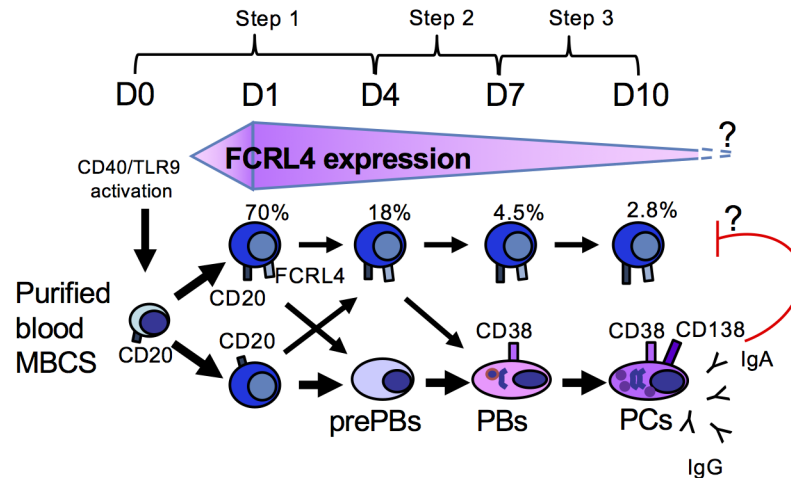 Step 1 Step 2 Step 3
D0 D1 D4 D7 D10
?
FCRL4 expression
CD40/TLR9
activation
70% 18% 4.5% 2.8% ?
FCRL4
CD20
Purified
blood
MBCS
CD20
CD20
CD38 CD38 CD138
IgA
prePBs PBs PCs
IgG